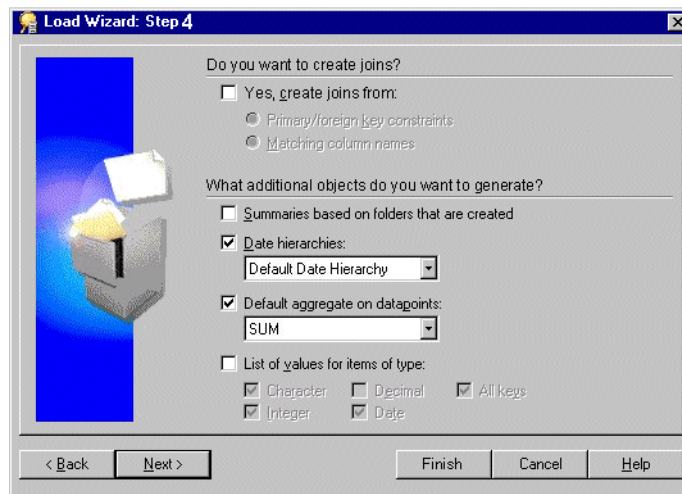 Load Wizard: Step 4
Do you want to create joins?
Yes, create joins from:
Primary/foreign key constraints
Matching column names
What additional objects do you want to generate?
Summaries based on folders that are created
Date hierarchies:
Default Date Hierarchy
Default aggregate on datapoints:
SUM
List of values for items of type:
Character Decimal All keys
Integer Date
< Back Next > Finish Cancel Help